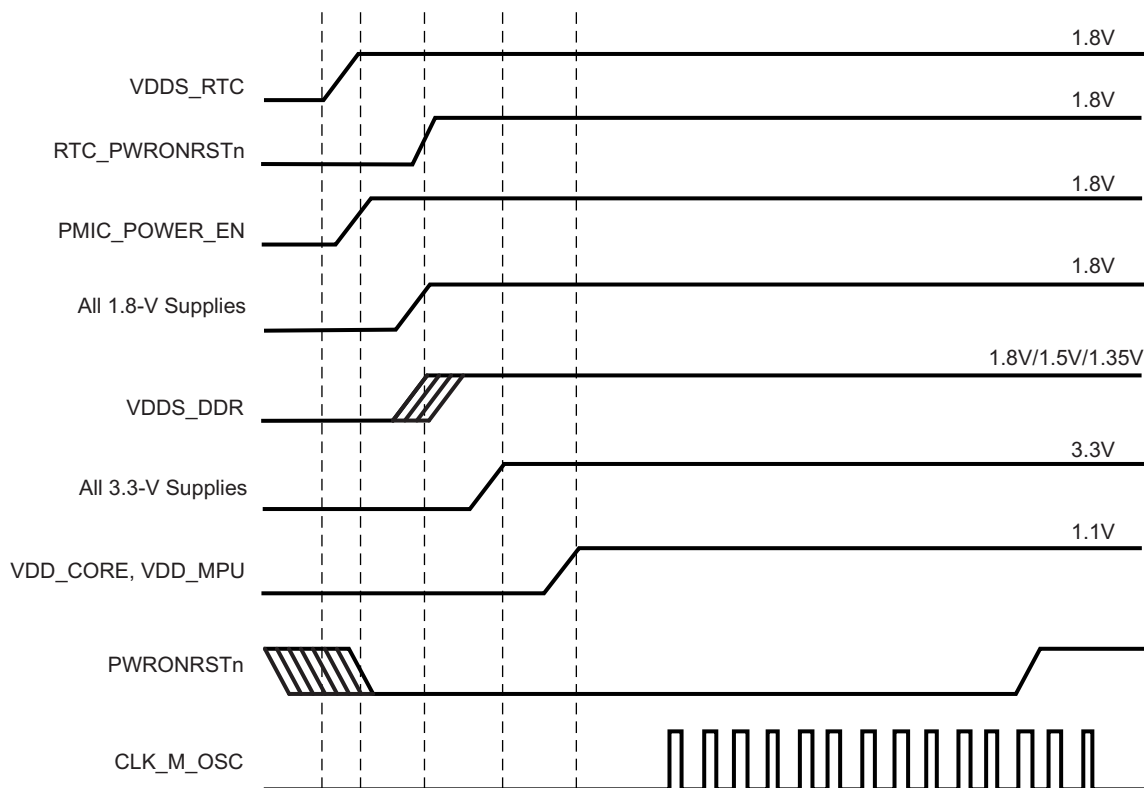 1.8V
VDDS_RTC
1.8V
RTC_PWRONRSTn
1.8V
PMIC_POWER_EN
1.8V
All 1.8-V Supplies
1.8V/1.5V/1.35V
VDDS_DDR
3.3V
All 3.3-V Supplies
1.1V
VDD_CORE, VDD_MPU
PWRONRSTn
CLK_M_OSC